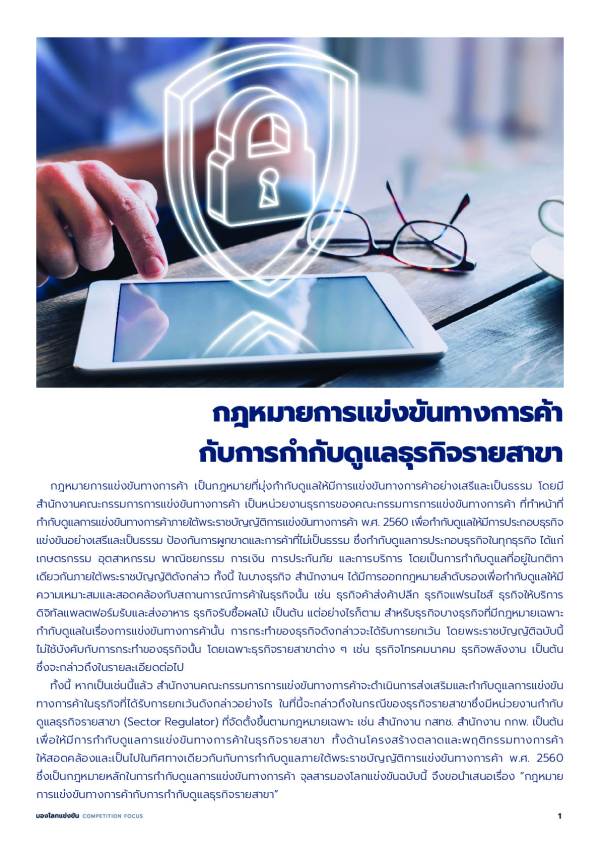 กฎหมายการแข่งขันทางการค้า
กับการกำกับดูแลธุรกิจรายสาขา
กฎหมายการแข่งขันทางการค้า เป็นกฎหมายที่มุ่งกำกับดูแลให้มีการแข่งขันทางการค้าอย่างเสรีและเป็นธรรม โดยมี
สำนักงานคณะกรรมการการแข่งขันทางการค้า เป็นหน่วยงานธุรการของคณะกรรมการการแข่งขันทางการค้า ที่ทำหน้าที่
กำกับดูแลการแข่งขันทางการค้าภายใต้พระราชบัญญัติการแข่งขันทางการค้า พ.ศ. 2560 เพื่อกำกับดูแลให้มีการประกอบธุรกิจ
แข่งขันอย่างเสรีและเป็นธรรม ป้องกันการผูกขาดและการค้าที่ไม่เป็นธรรม ซึ่งกำกับดูแลการประกอบธุรกิจในทุกธุรกิจ ได้แก่
เกษตรกรรม อุตสาหกรรม พาณิชยกรรม การเงิน การประกันภัย และการบริการ โดยเป็นการกำกับดูแลที่อยู่ในกติกา
เดียวกันภายใต้พระราชบัญญัติดังกล่าว ทั้งนี้ ในบางธุรกิจ สำนักงานฯ ได้มีการออกกฎหมายลำดับรองเพื่อกำกับดูแลให้มี
ความเหมาะสมและสอดคล้องกับสถานการณ์การค้าในธุรกิจนั้น เช่น ธุรกิจค้าส่งค้าปลีก ธุรกิจแฟรนไชส์ ธุรกิจให้บริการ
ดิจิทัลแพลตฟอร์มรับและส่งอาหาร ธุรกิจรับซื้อผลไม้ เป็นต้น แต่อย่างไรก็ตาม สำหรับธุรกิจบางธุรกิจที่มีกฎหมายเฉพาะ
กำกับดูแลในเรื่องการแข่งขันทางการค้านั้น การกระทำของธุรกิจดังกล่าวจะได้รับการยกเว้น โดยพระราชบัญญัติฉบับนี้
ไม่ใช้บังคับกับการกระทำของธุรกิจนั้น โดยเฉพาะธุรกิจรายสาขาต่าง ๆ เช่น ธุรกิจโทรคมนาคม ธุรกิจพลังงาน เป็นต้น
ซึ่งจะกล่าวถึงในรายละเอียดต่อไป
ทั้งนี้ หากเป็นเช่นนี้แล้ว สำนักงานคณะกรรมการการแข่งขันทางการค้าจะดำเนินการส่งเสริมและกำกับดูแลการแข่งขัน
ทางการค้าในธุรกิจที่ได้รับการยกเว้นดังกล่าวอย่างไร ในที่นี้จะกล่าวถึงในกรณีของธุรกิจรายสาขาซึ่งมีหน่วยงานกำกับ
ดูแลธุรกิจรายสาขา (Sector Regulator) ที่จัดตั้งขึ้นตามกฎหมายเฉพาะ เช่น สำนักงาน กสทช. สำนักงาน กกพ. เป็นต้น
เพื่อให้มีการกำกับดูแลการแข่งขันทางการค้าในธุรกิจรายสาขา ทั้งด้านโครงสร้างตลาดและพฤติกรรมทางการค้า
ให้สอดคล้องและเป็นไปในทิศทางเดียวกันกับการกำกับดูแลภายใต้พระราชบัญญัติการแข่งขันทางการค้า พ.ศ. 2560
ซึ่งเป็นกฎหมายหลักในการกำกับดูแลการแข่งขันทางการค้า จุลสารมองโลกแข่งขันฉบับนี้ จึงขอนำเสนอเรื่อง “กฎหมาย
การแข่งขันทางการค้ากับการกำกับดูแลธุรกิจรายสาขา”
มองโลกแข่งขัน COMPETITION FOCUS 1